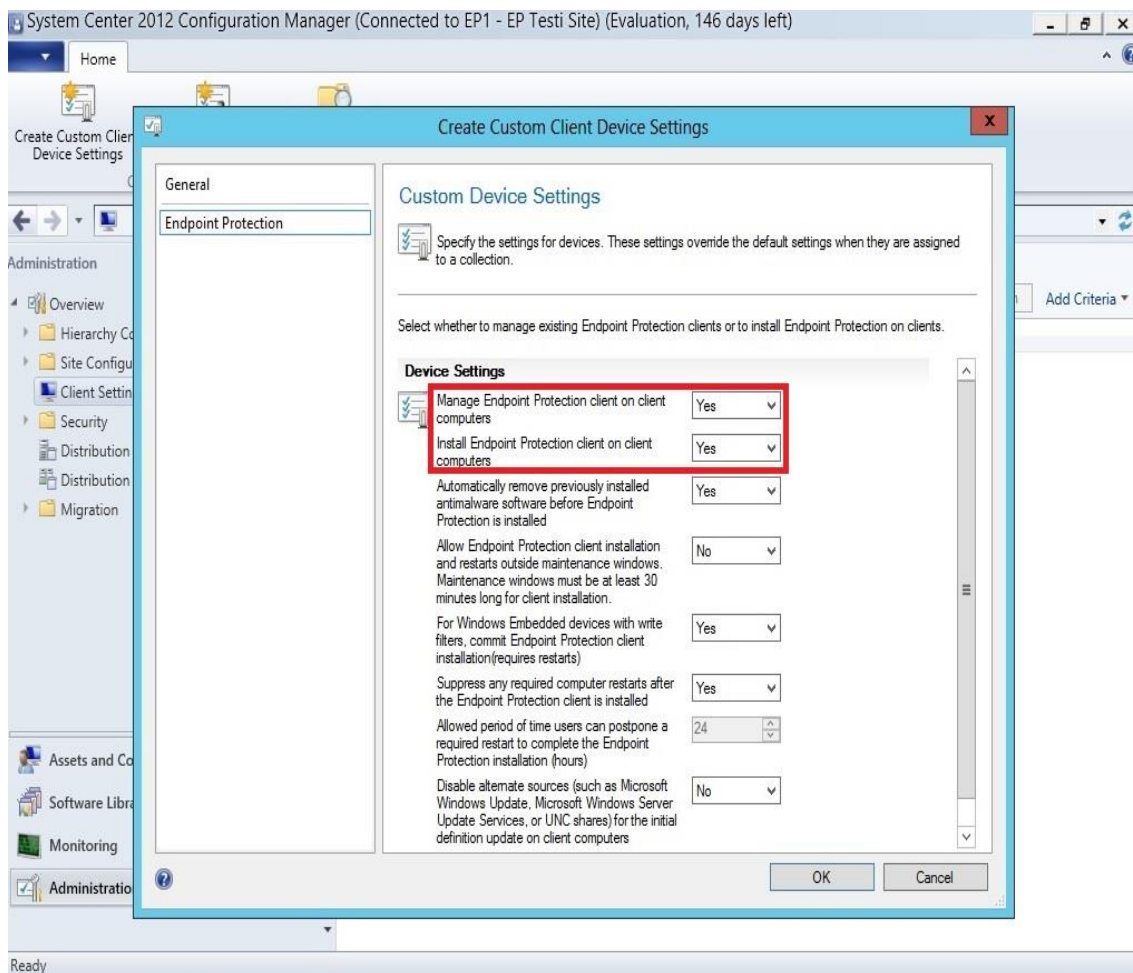 System Center 2012 Configuration Manager (Connected to EP1 - EP Testi Site) (Evaluation, 146 days left)
Home
Create Custom Clien
Device Settings
Create Custom Client Device Settings
General
Endpoint Protection
Custom Device Settings
Specify the settings for devices. These settings override the default settings when they are assigned
to a collection.
Select whether to manage existing Endpoint Protection clients or to install Endpoint Protection on clients.
Device Settings
Manage Endpoint Protection client on client
computers
Yes
Install Endpoint Protection client on client
computers
Yes
Automatically remove previously installed
antimalware software before Endpoint
Protection is installed
Yes
Allow Endpoint Protection client installation
and restarts outside maintenance windows.
Maintenance windows must be at least 30
minutes long for client installation.
No
For Windows Embedded devices with write
filters, commit Endpoint Protection client
installation(requires restarts)
Yes
Suppress any required computer restarts after
the Endpoint Protection client is installed
Yes
Allowed period of time users can postpone a
required restart to complete the Endpoint
Protection installation (hours)
24
Disable alternate sources (such as Microsoft
Windows Update, Microsoft Windows Server
Update Services, or UNC shares) for the initial
definition update on client computers
No
OK
Cancel
Administration
Overview
Hierarchy Co
Site Configu
Client Settin
Security
Distribution
Distribution
Migration
Add Criteria
Assets and Co
Software Libra
Monitoring
Administratio
Ready